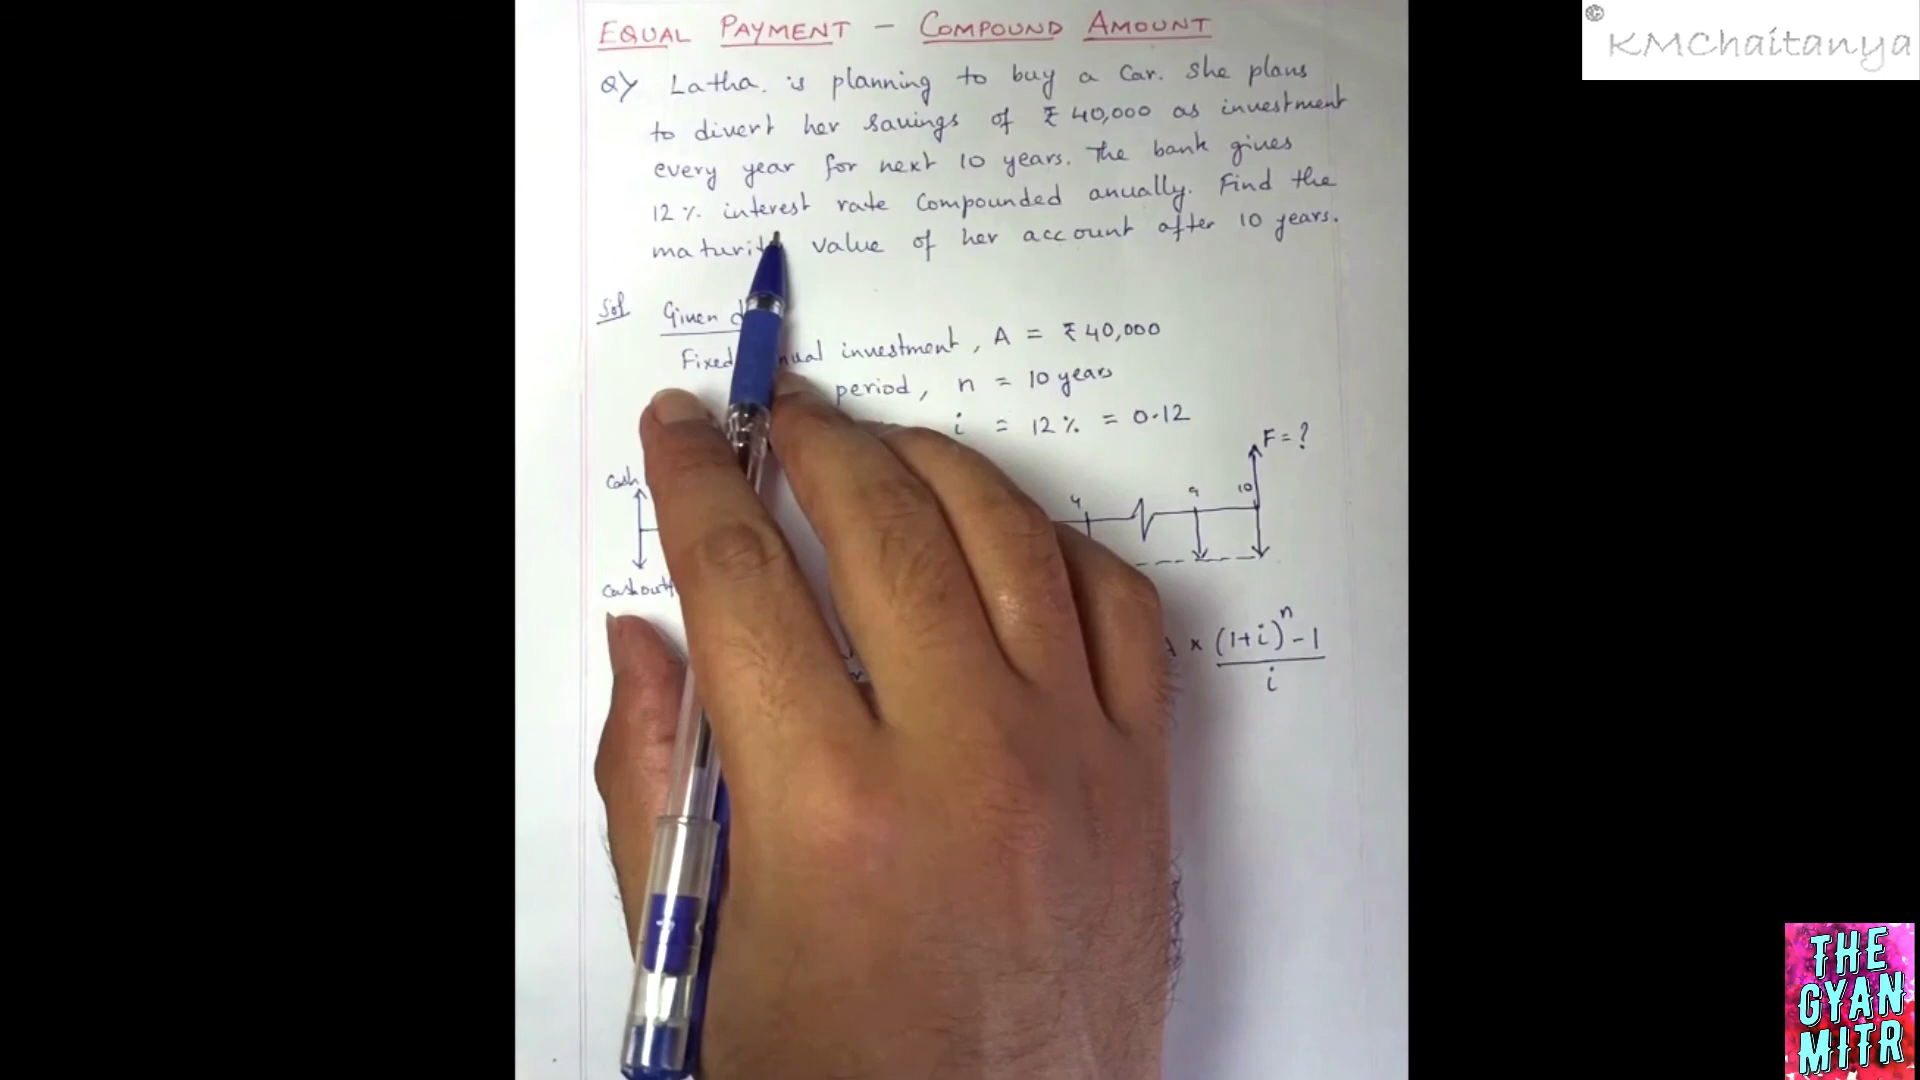 EQUAL PAYMENT - COMPOUND AMOUNT
Q) Latha. is planning to buy a car. She plans
to divert her savings of ₹40,000 as investment
every year for next 10 years. The bank gives
12% interest rate compounded anually. Find the
maturity value of her account after 10 years.
Sol Given
Fixed investment, A = ₹40,000
period, n = 10 years
i = 12% = 0.12
F = ?
Cash
4 9 10
Cash
× (1+i)^n - 1
i
© KMChaitanya
THE
GYAN
MITR